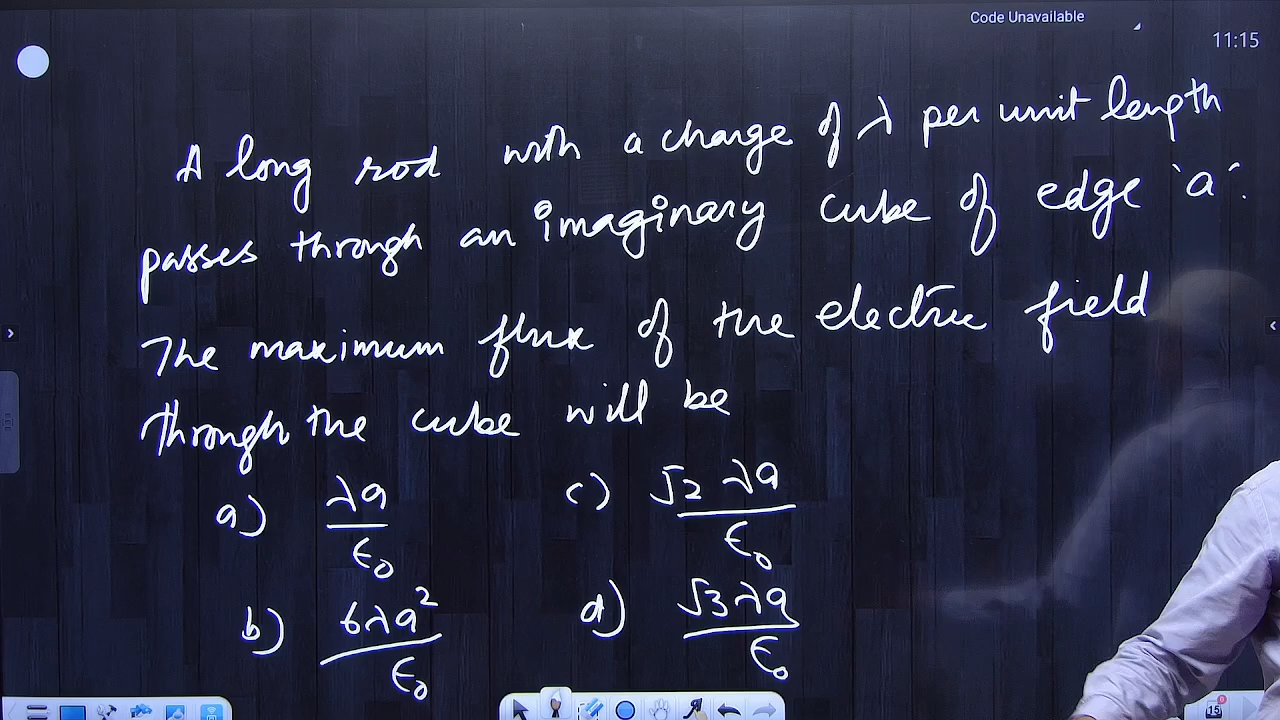 Code Unavailable
11:15
A long rod with a charge of λ per unit length
passes through an imaginary cube of edge 'a'.
The maximum flux of the electric field
through the cube will be
a) λa/ϵ₀ c) √2 λa/ϵ₀
b) 6λa²/ϵ₀ d) √3 λa/ϵ₀
15